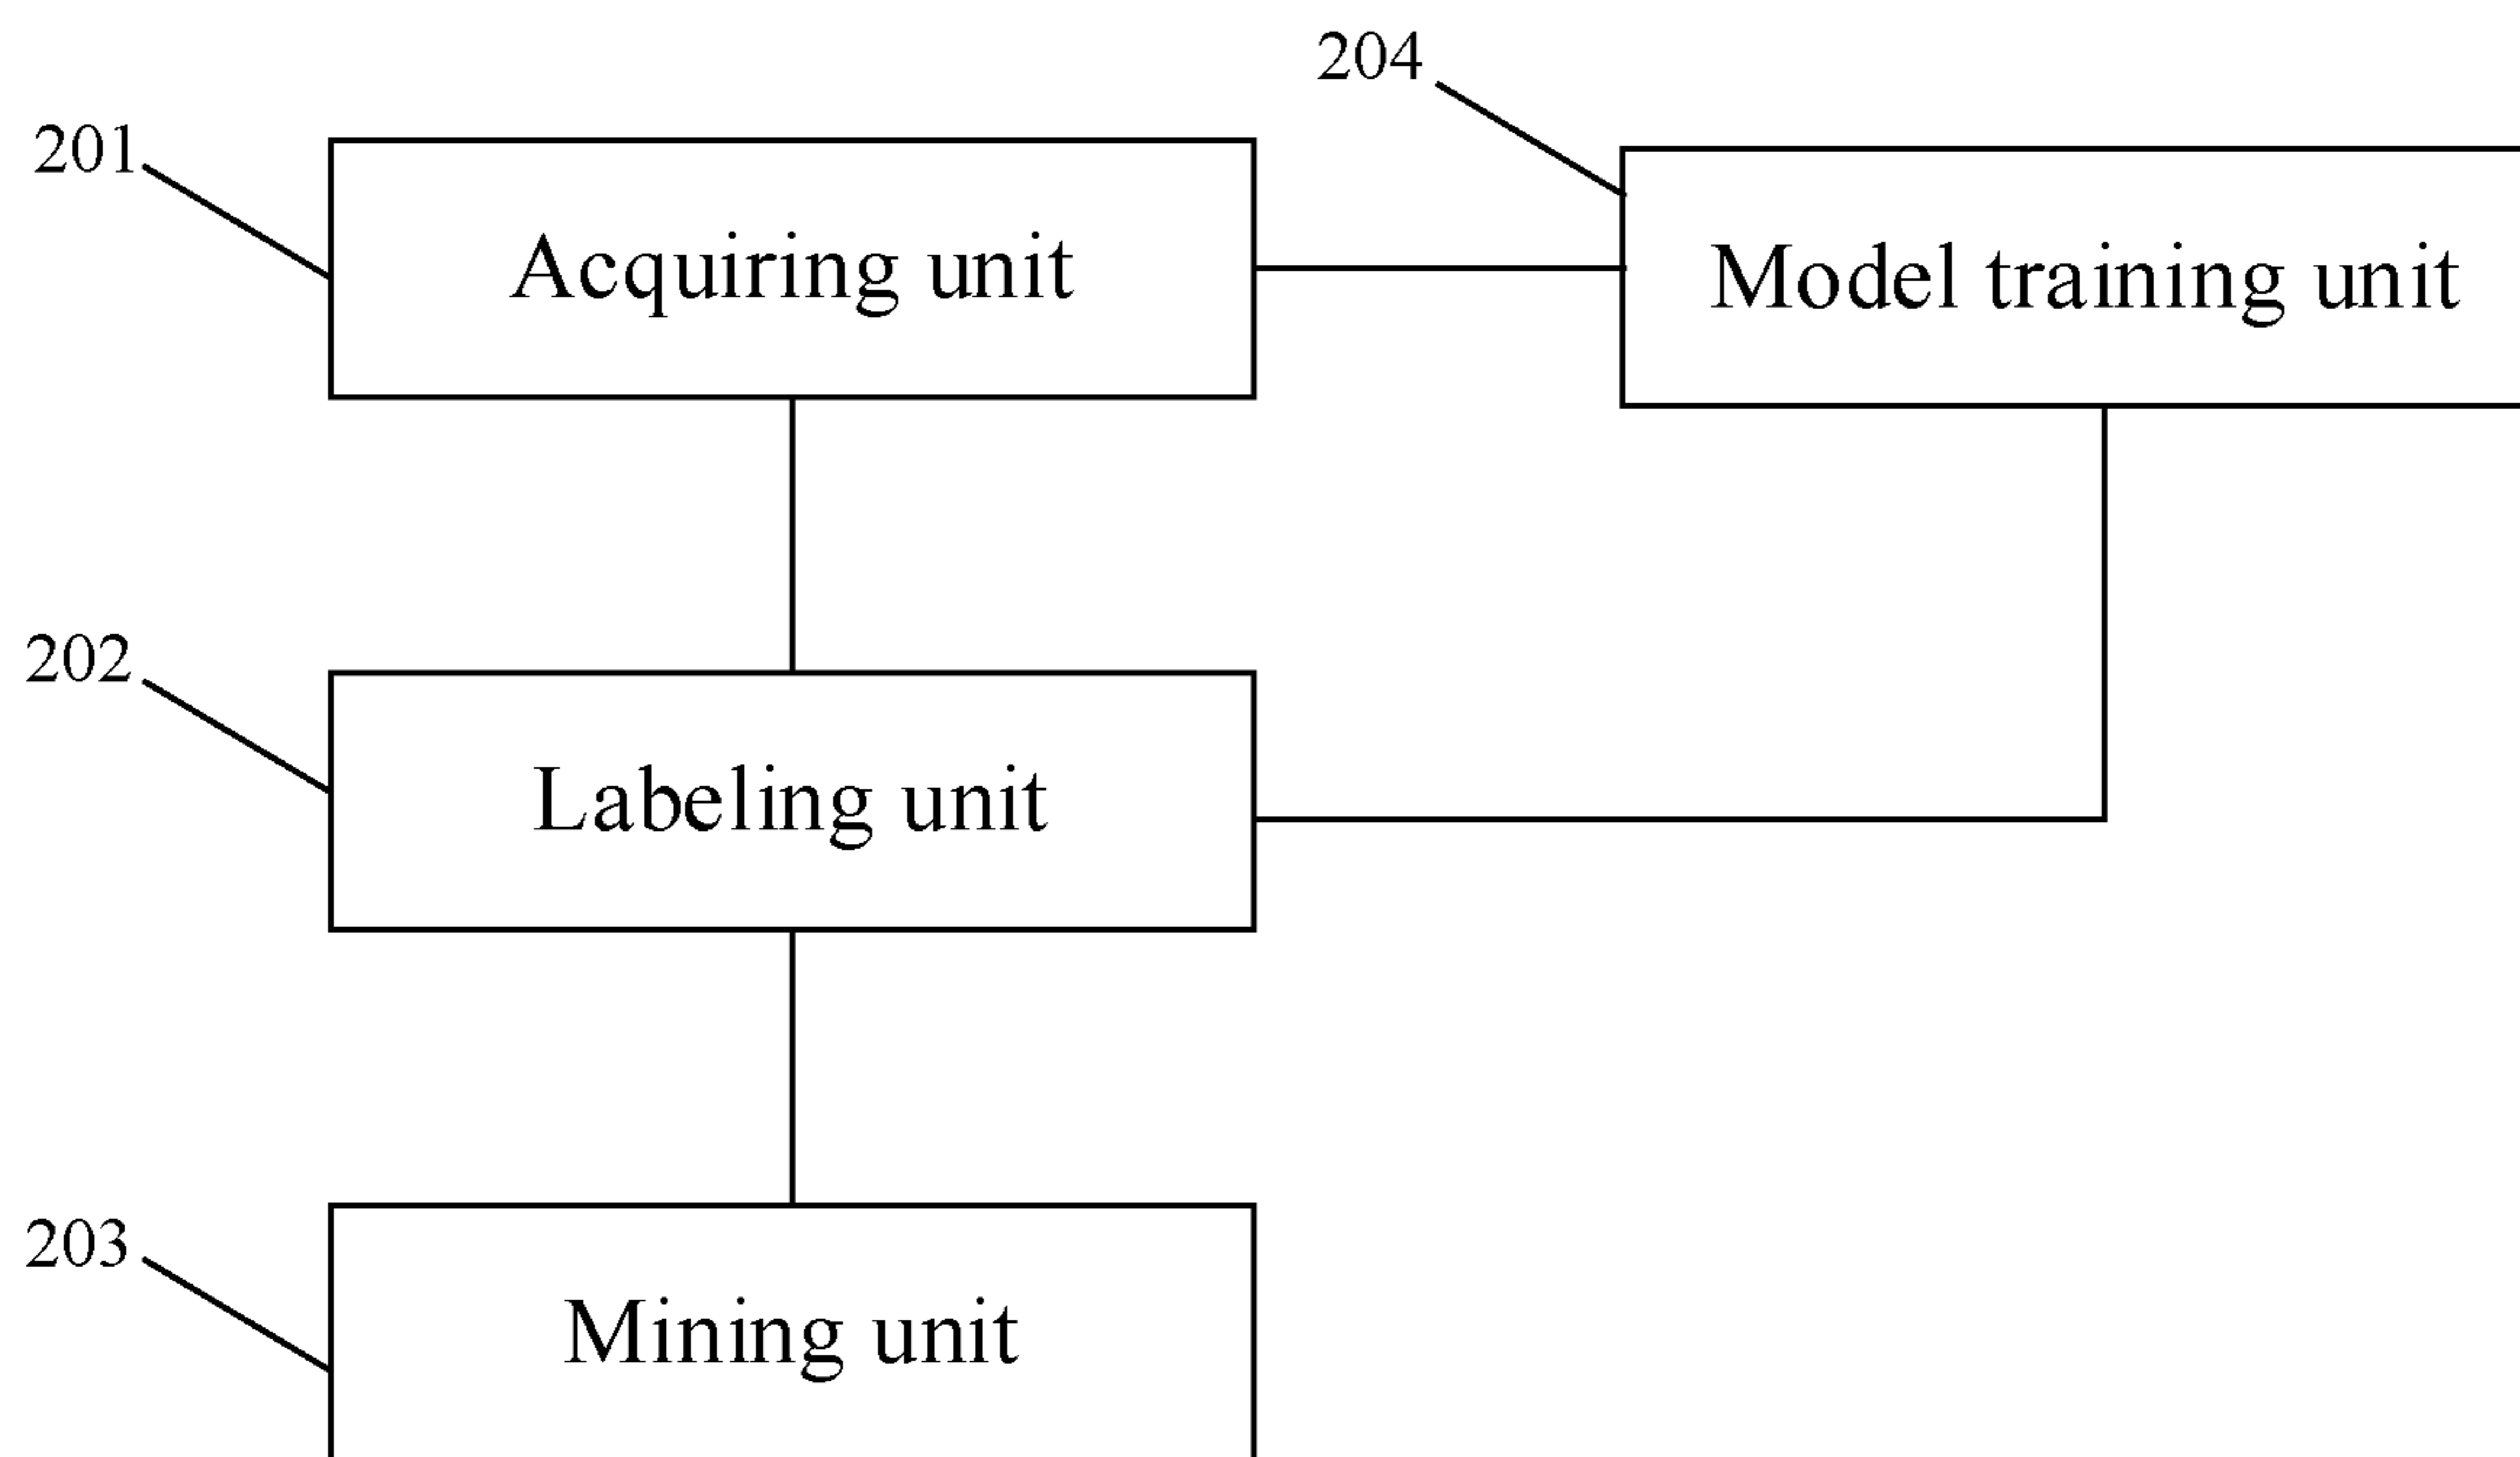 204
201
Acquiring unit
Model training unit
202
Labeling unit
203
Mining unit